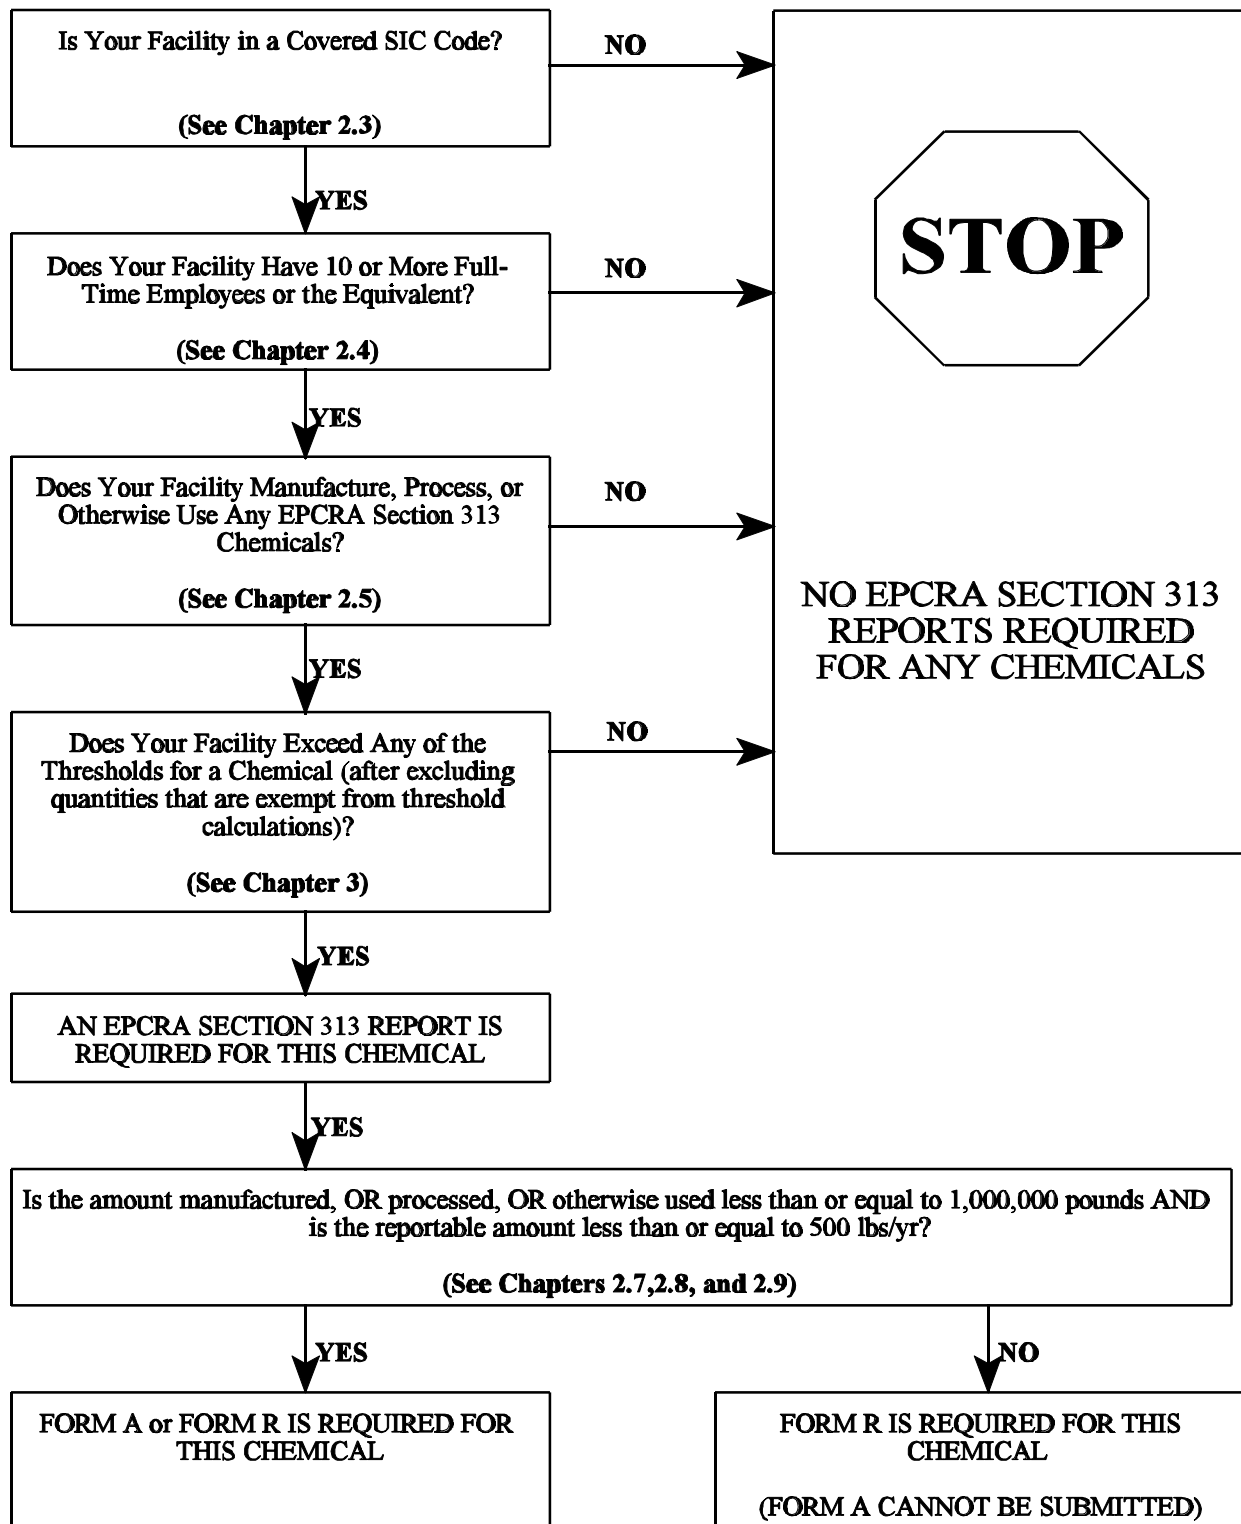 Is Your Facility in a Covered SIC Code?
(See Chapter 2.3)
NO
YES
Does Your Facility Have 10 or More Full-
Time Employees or the Equivalent?
(See Chapter 2.4)
NO
YES
Does Your Facility Manufacture, Process, or
Otherwise Use Any EPCRA Section 313
Chemicals?
(See Chapter 2.5)
NO
YES
Does Your Facility Exceed Any of the
Thresholds for a Chemical (after excluding
quantities that are exempt from threshold
calculations)?
(See Chapter 3)
NO
STOP
NO EPCRA SECTION 313
REPORTS REQUIRED
FOR ANY CHEMICALS
YES
AN EPCRA SECTION 313 REPORT IS
REQUIRED FOR THIS CHEMICAL
YES
Is the amount manufactured, OR processed, OR otherwise used less than or equal to 1,000,000 pounds AND
is the reportable amount less than or equal to 500 lbs/yr?
(See Chapters 2.7,2.8, and 2.9)
YES
NO
FORM A or FORM R IS REQUIRED FOR
THIS CHEMICAL
FORM R IS REQUIRED FOR THIS
CHEMICAL
(FORM A CANNOT BE SUBMITTED)